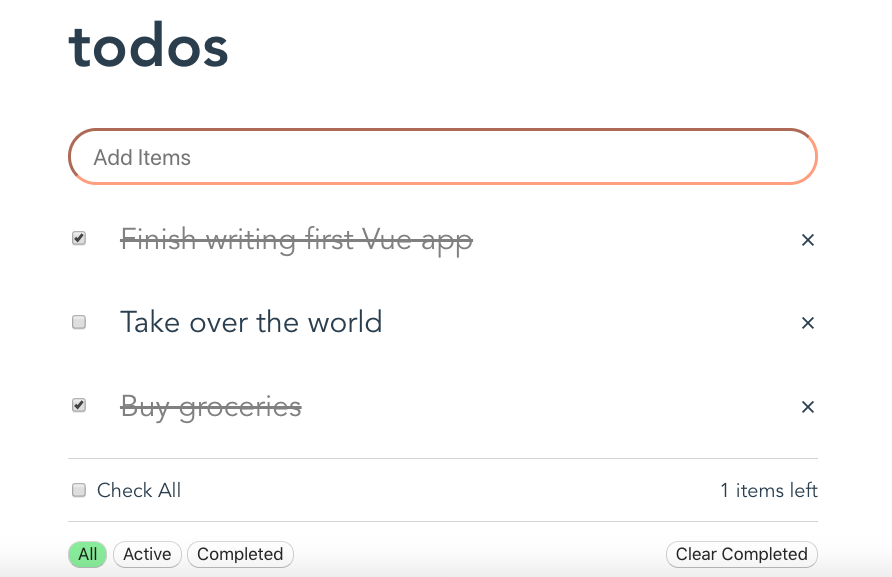 todos
Add Items
Finish writing first Vue app ×
Take over the world ×
Buy groceries ×
Check All 1 items left
All Active Completed Clear Completed